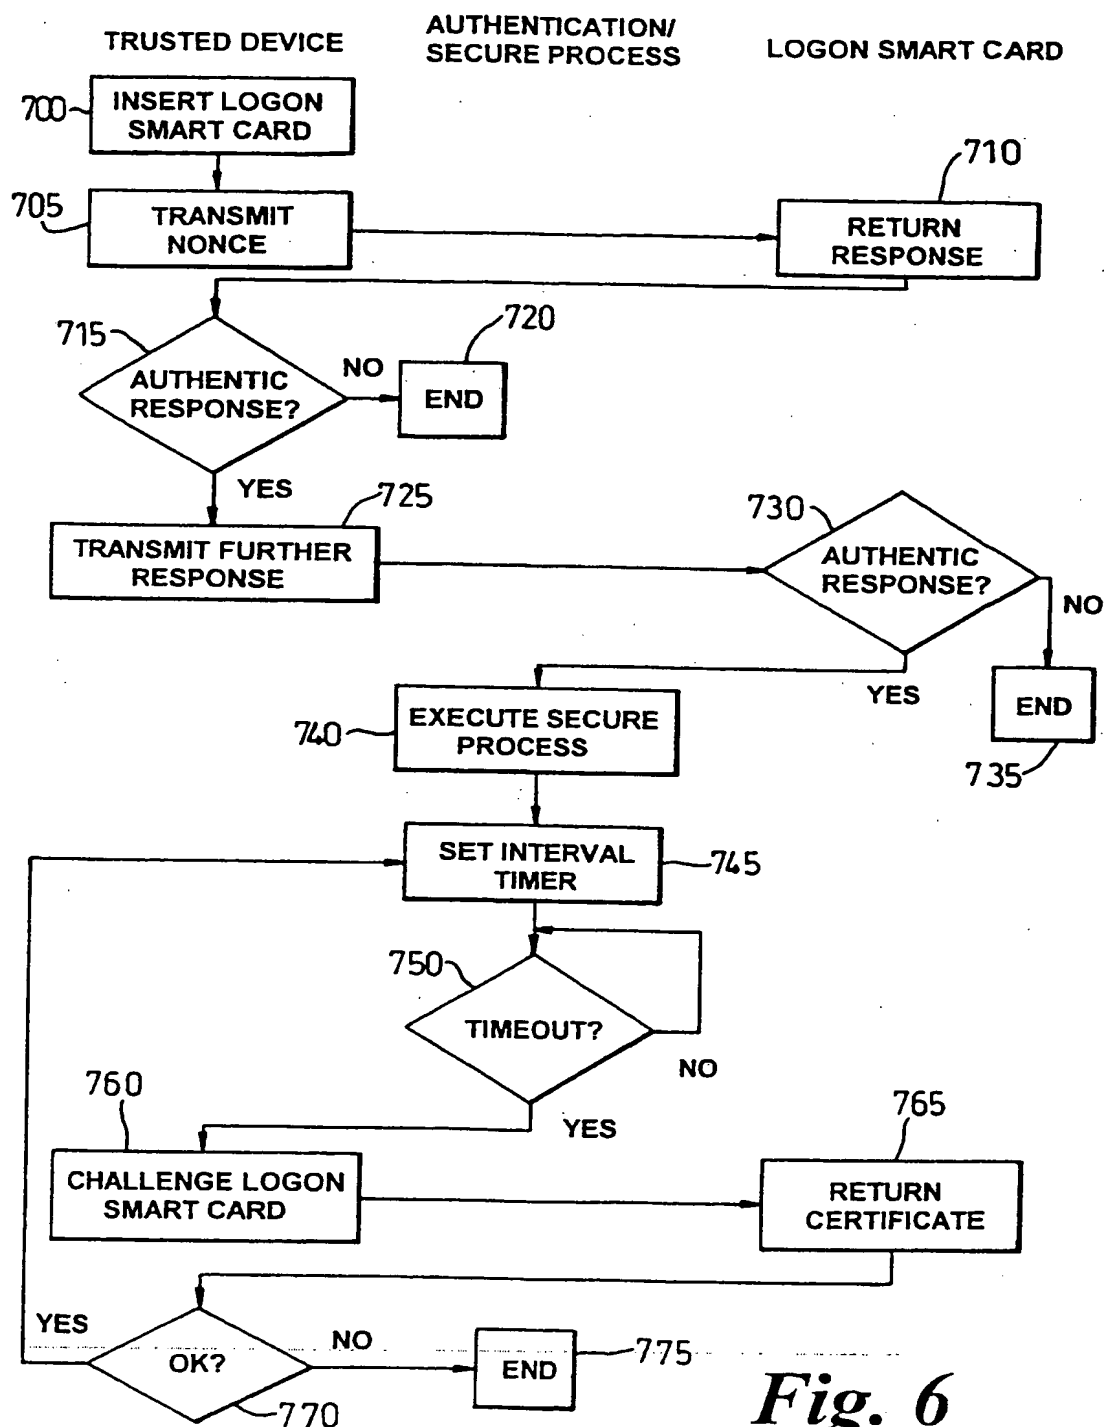 TRUSTED DEVICE
AUTHENTICATION/
SECURE PROCESS
LOGON SMART CARD
700
INSERT LOGON
SMART CARD
705
TRANSMIT
NONCE
710
RETURN
RESPONSE
715
AUTHENTIC
RESPONSE?
NO
720
END
YES
725
TRANSMIT FURTHER
RESPONSE
730
AUTHENTIC
RESPONSE?
NO
YES
END
735
740
EXECUTE SECURE
PROCESS
SET INTERVAL
TIMER
745
750
TIMEOUT?
NO
YES
760
CHALLENGE LOGON
SMART CARD
765
RETURN
CERTIFICATE
YES
OK?
NO
770
END
775
Fig. 6